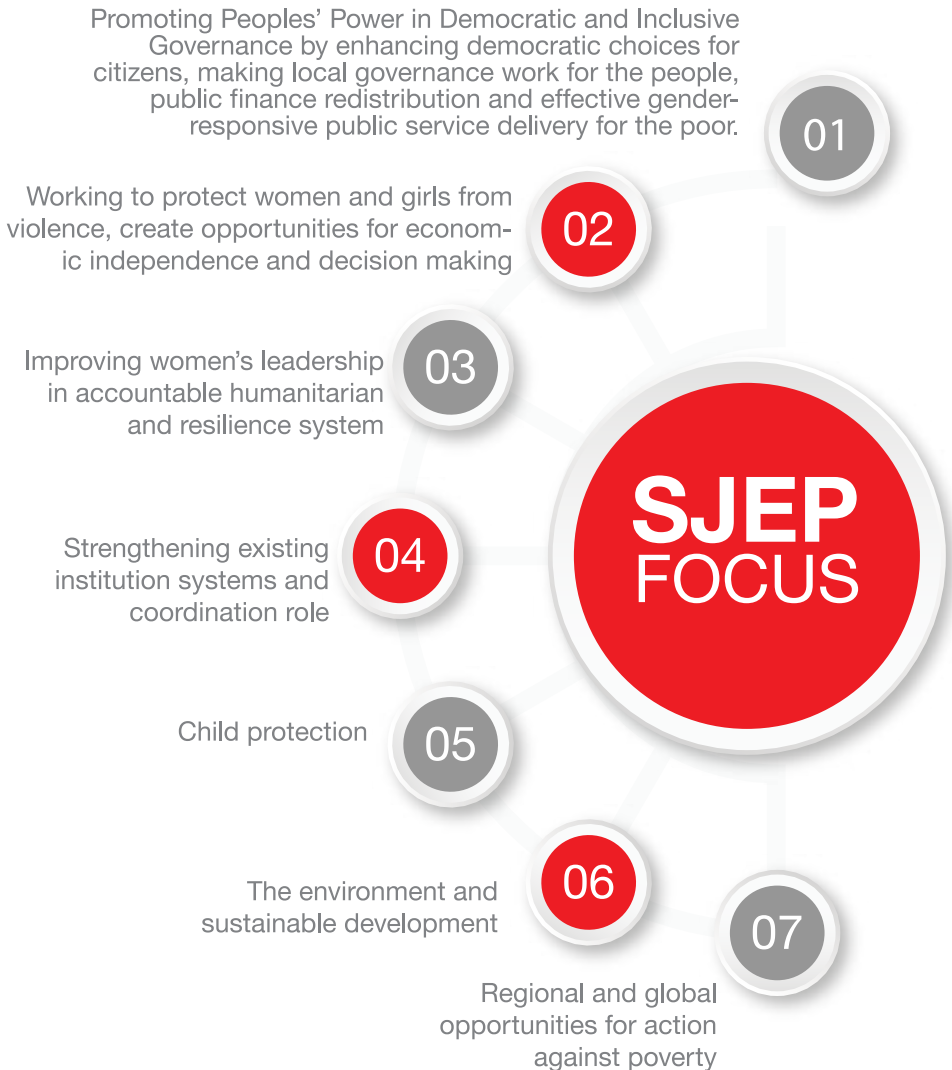 Promoting Peoples’ Power in Democratic and Inclusive
Governance by enhancing democratic choices for
citizens, making local governance work for the people,
public finance redistribution and effective gender-
responsive public service delivery for the poor.
01
Working to protect women and girls from
violence, create opportunities for econom-
ic independence and decision making
02
Improving women’s leadership
in accountable humanitarian
and resilience system
03
SJEP
FOCUS
Strengthening existing
institution systems and
coordination role
04
Child protection
05
The environment and
sustainable development
06
07
Regional and global
opportunities for action
against poverty